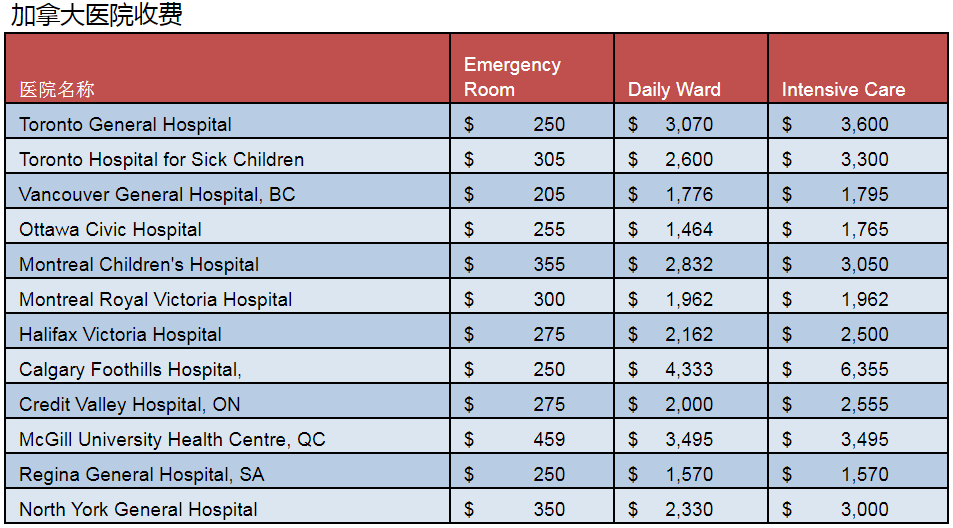 加拿大医院收费
医院名称 Emergency Room Daily Ward Intensive Care
Toronto General Hospital $ 250 $ 3,070 $ 3,600
Toronto Hospital for Sick Children $ 305 $ 2,600 $ 3,300
Vancouver General Hospital, BC $ 205 $ 1,776 $ 1,795
Ottawa Civic Hospital $ 255 $ 1,464 $ 1,765
Montreal Children's Hospital $ 355 $ 2,832 $ 3,050
Montreal Royal Victoria Hospital $ 300 $ 1,962 $ 1,962
Halifax Victoria Hospital $ 275 $ 2,162 $ 2,500
Calgary Foothills Hospital, $ 250 $ 4,333 $ 6,355
Credit Valley Hospital, ON $ 275 $ 2,000 $ 2,555
McGill University Health Centre, QC $ 459 $ 3,495 $ 3,495
Regina General Hospital, SA $ 250 $ 1,570 $ 1,570
North York General Hospital $ 350 $ 2,330 $ 3,000